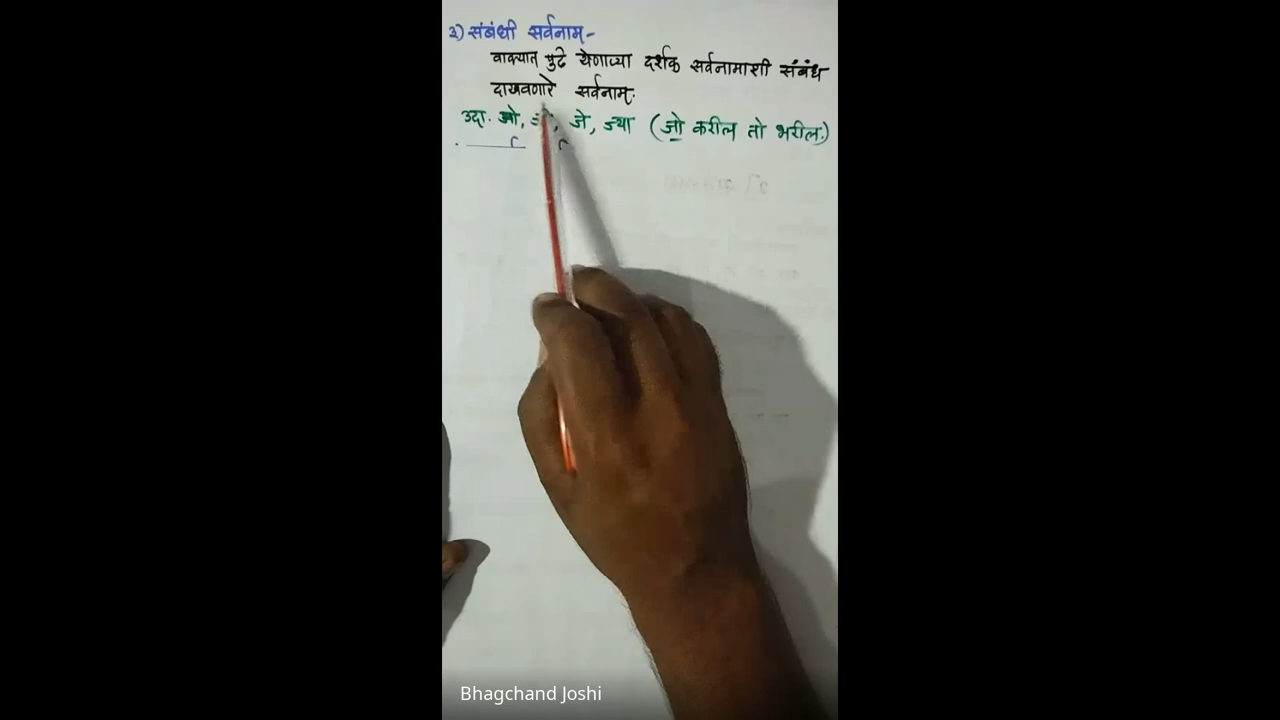 २) संबंधी सर्वनाम-
वाक्यात पुढे येणाऱ्या दर्शक सर्वनामाशी संबंध
दाखवणारे सर्वनाम.
उदा. जो, जे, ज्या (जो करील तो भरील.)
Bhagchand Joshi